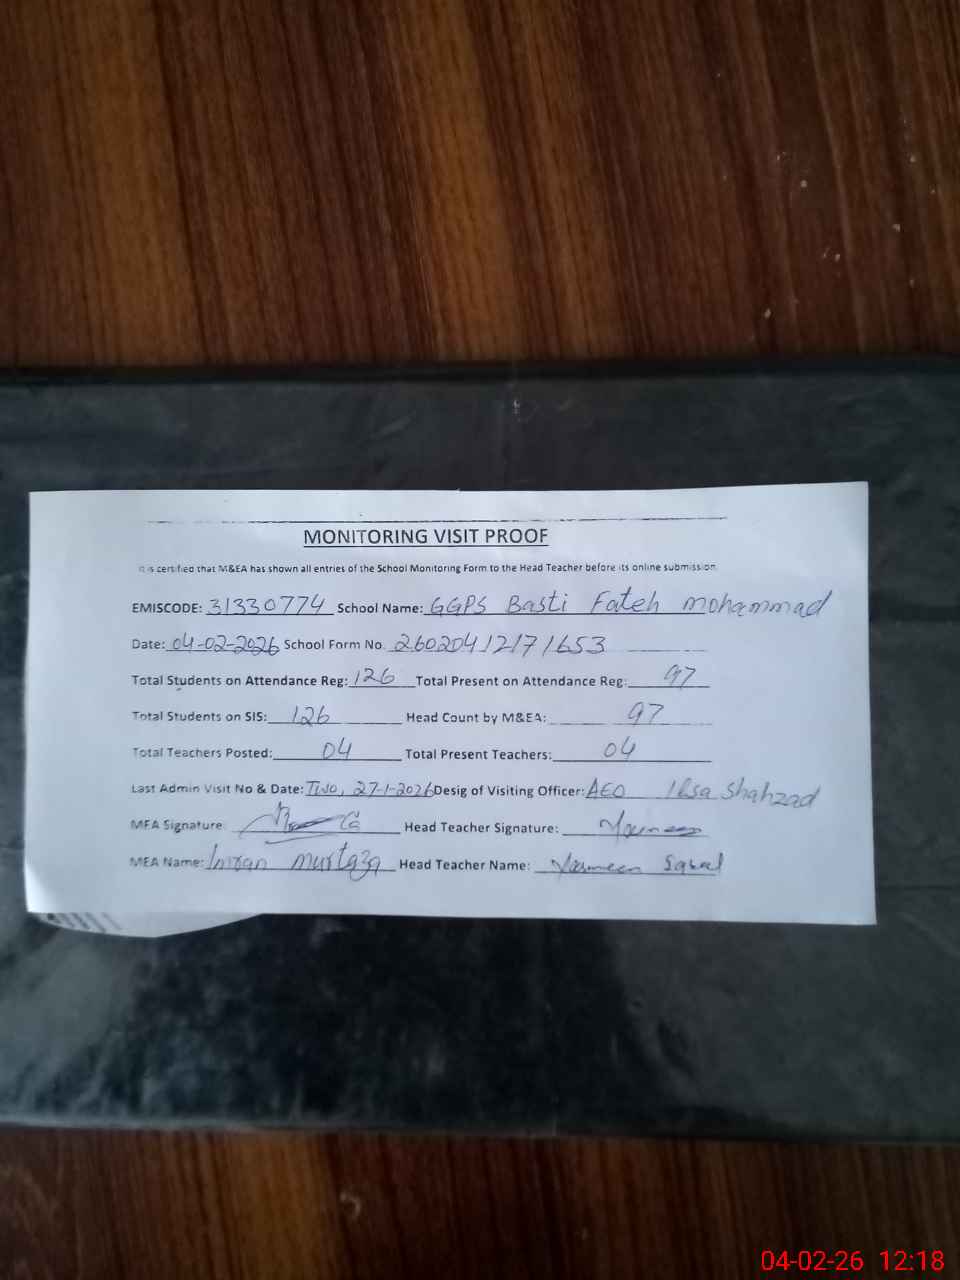 MONITORING VISIT PROOF
It is certified that M&EA has shown all entries of the School Monitoring Form to the Head Teacher before its online submission.
EMISCODE: 31330774 School Name: GGPS Basti Fateh mohammad
Date: 04-02-2026 School Form No. 26020412171653
Total Students on Attendance Reg: 126 Total Present on Attendance Reg: 97
Total Students on SIS: 126 Head Count by M&EA: 97
Total Teachers Posted: 04 Total Present Teachers: 04
Last Admin Visit No & Date: Two, 27-1-2026 Desig of Visiting Officer: AEO Shahzad
MEA Signature: Head Teacher Signature:
MEA Name: Imran murtaza Head Teacher Name: Yasmeen
04-02-26 12:18